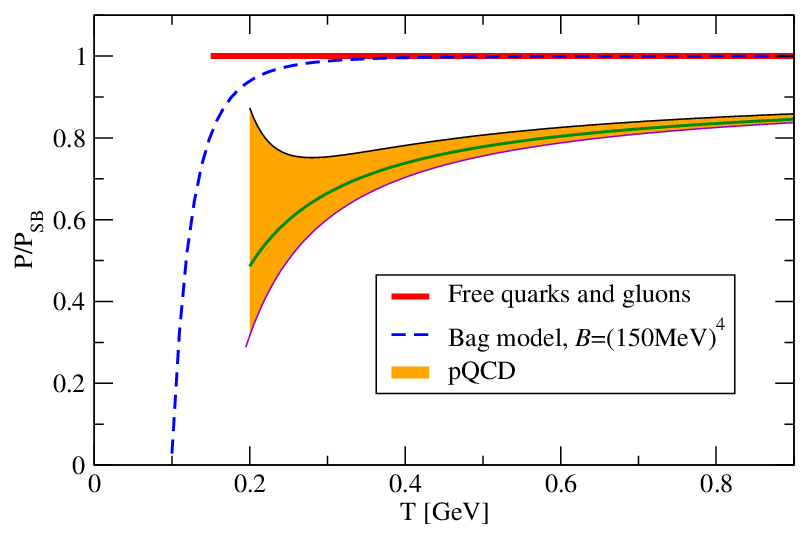 1
0.8
0.6
0.4
0.2
0
P/P_SB
0
0.2
0.4
0.6
0.8
T [GeV]
Free quarks and gluons
Bag model, B=(150MeV)^4
pQCD